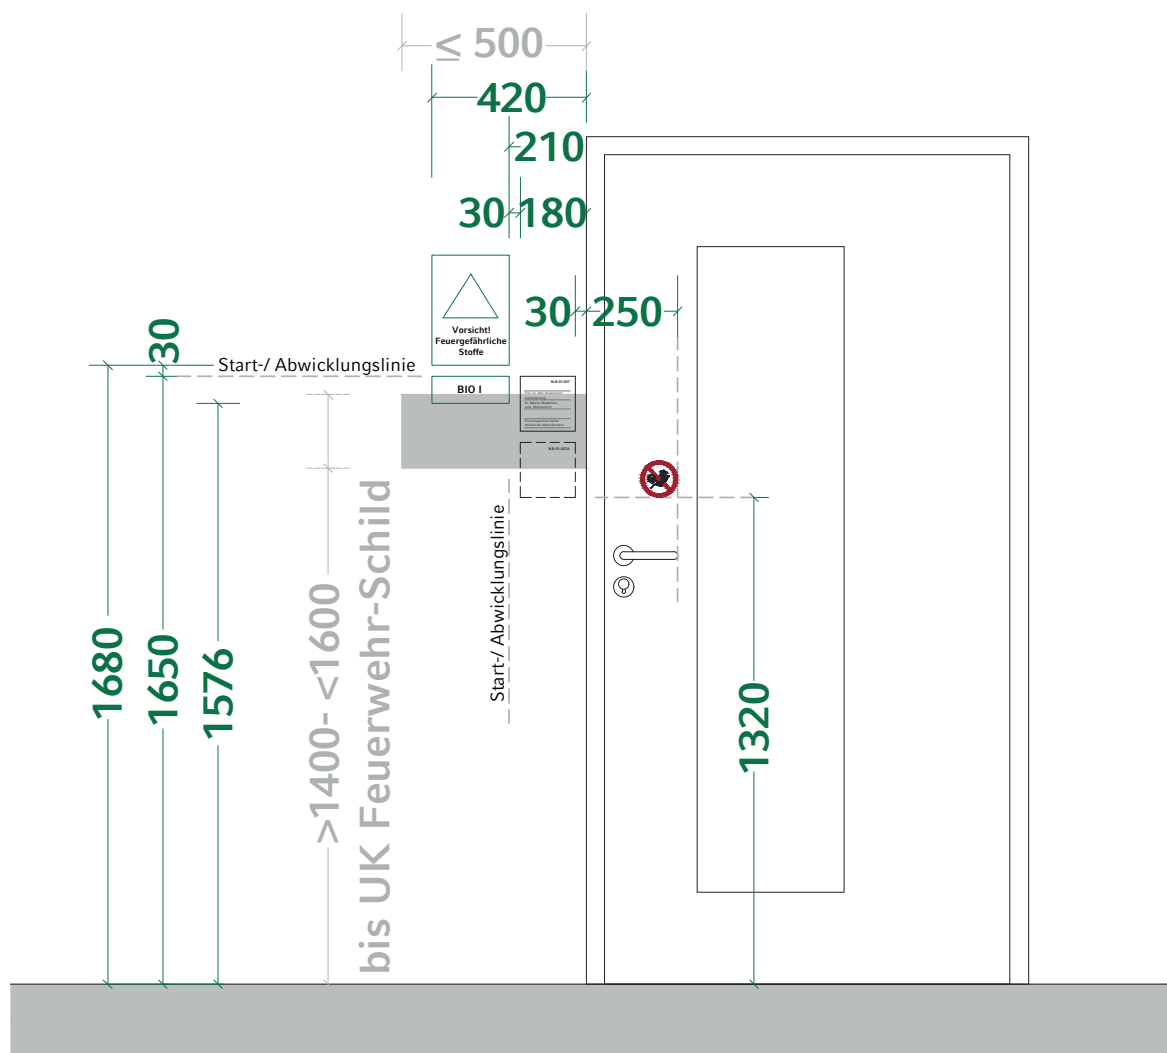 ≤ 500
420
210
30
180
30
250
Vorsicht!
Feuergefährliche
Stoffe
30
Start-/ Abwicklungslinie
BIO I
Start-/ Abwicklungslinie
1680
1650
1576
>1400- <1600
bis UK Feuerwehr-Schild
1320